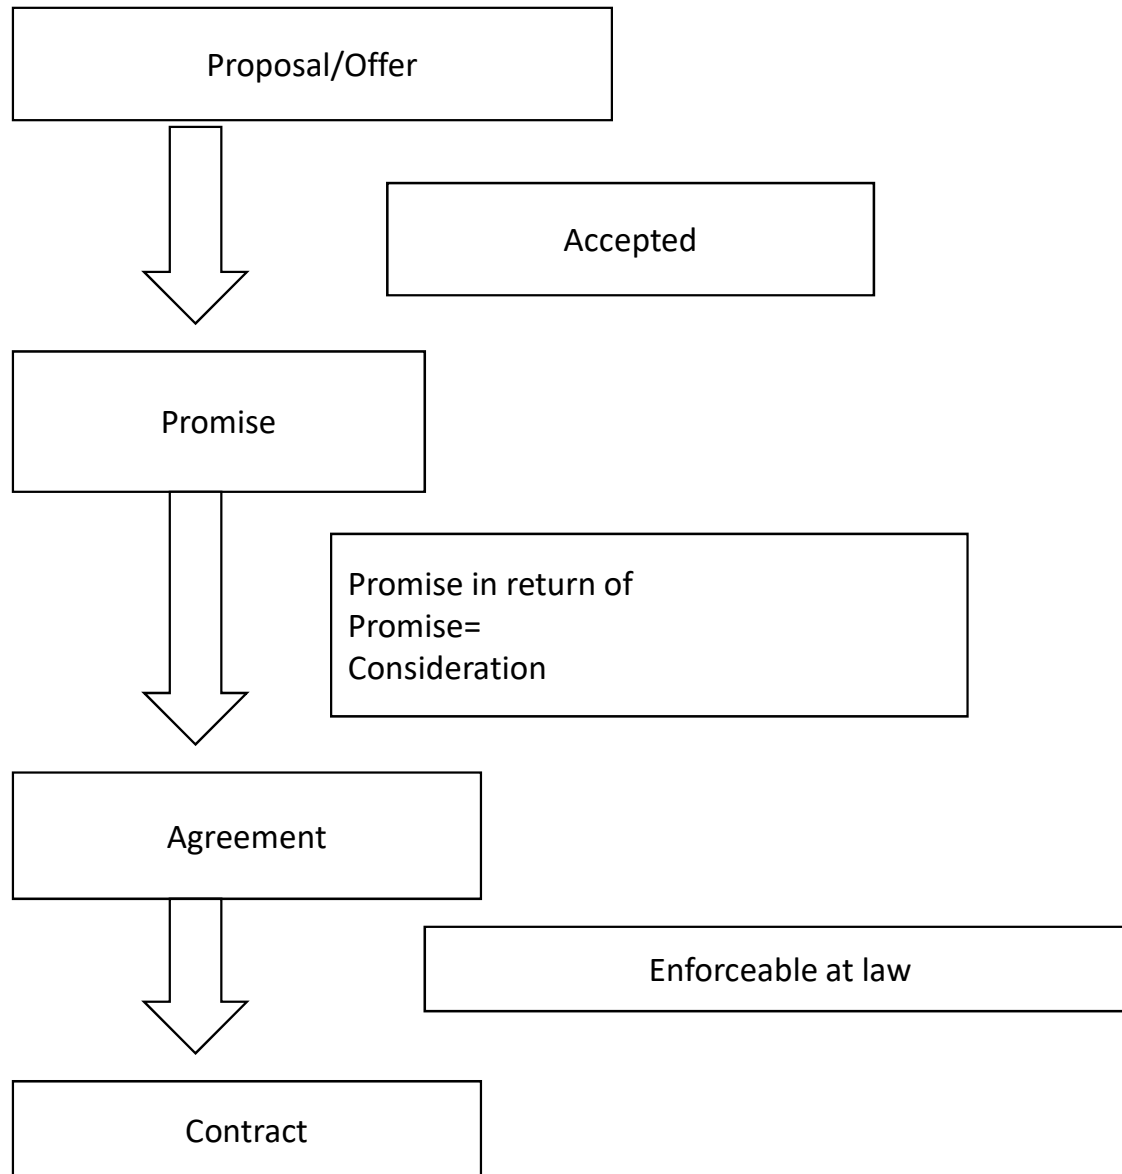 Proposal/Offer
Accepted
Promise
Promise in return of
Promise=
Consideration
Agreement
Enforceable at law
Contract